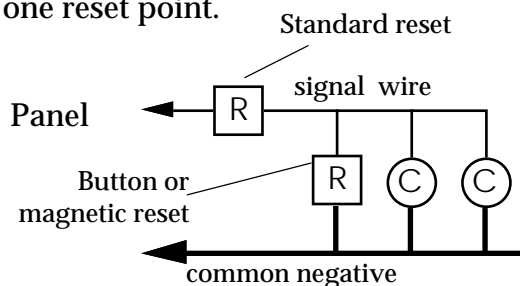 one reset point.
Standard reset
signal wire
Panel
R
R
C
C
Button or
magnetic reset
common negative